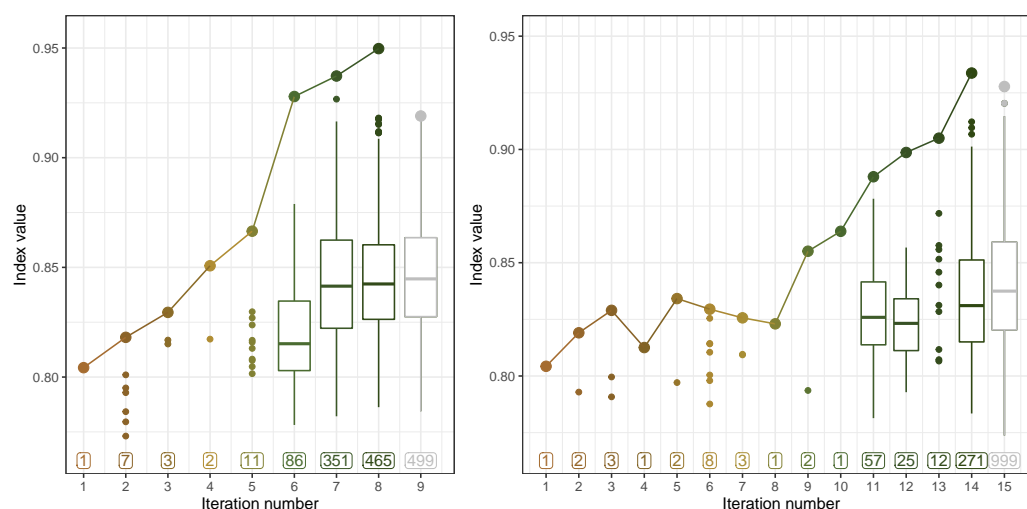 0.95
0.90
0.85
0.80
Index value
1 7 3 2 11 86 351 465 499
1 2 3 4 5 6 7 8 9
Iteration number
0.95
0.90
0.85
0.80
Index value
1 2 3 1 2 8 3 1 2 1 57 25 12 271 999
1 2 3 4 5 6 7 8 9 10 11 12 13 14 15
Iteration number